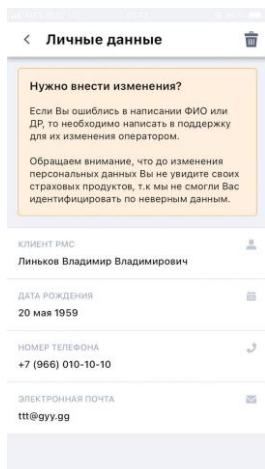 Личные данные
Нужно внести изменения?
Если Вы ошиблись в написании ФИО или
ДР, то необходимо написать в поддержку
для их изменения оператором.
Обращаем внимание, что до изменения
персональных данных Вы не увидите своих
страховых продуктов, т.к мы не смогли Вас
идентифицировать по неверным данным.
КЛИЕНТ РМС
Линьков Владимир Владимирович
ДАТА РОЖДЕНИЯ
20 мая 1959
НОМЕР ТЕЛЕФОНА
+7 (966) 010-10-10
ЭЛЕКТРОННАЯ ПОЧТА
ttt@gyy.gg